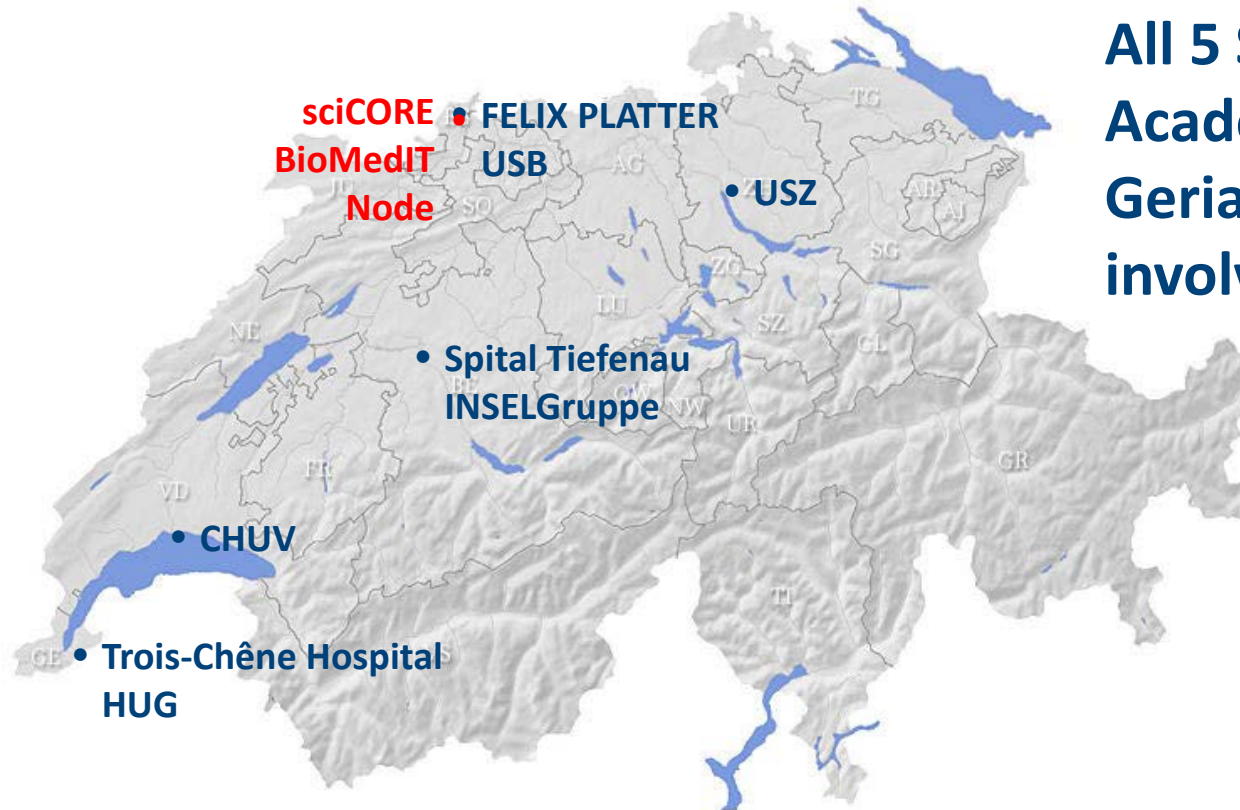 All 5
Acade
Geria
involv
sciCORE
BioMedIT
Node
• FELIX PLATTER
USB
• USZ
• Spital Tiefenau
INSELGruppe
• CHUV
• Trois-Chêne Hospital
HUG
TG
AG
AR
AI
JU
SO
ZG
SG
LU
SZ
NE
GL
BE
OW
NW
UR
FR
GR
VD
TI
GE